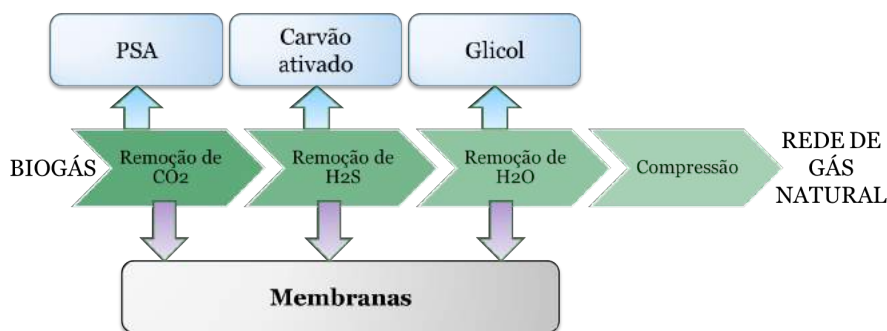 PSA
Carvão
ativado
Glicol
BIOGÁS
Remoção de
CO2
Remoção de
H2S
Remoção de
H2O
Compressão
REDE DE
GÁS
NATURAL
Membranas